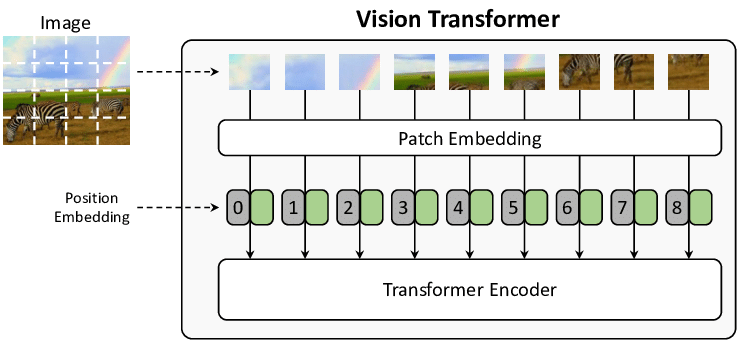 Vision Transformer
Image
Patch Embedding
Position
Embedding
0 1 2 3 4 5 6 7 8
Transformer Encoder